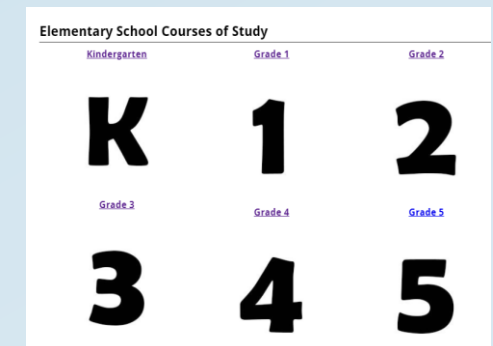 Elementary School Courses of Study
Kindergarten Grade 1 Grade 2
K 1 2
Grade 3 Grade 4 Grade 5
3 4 5